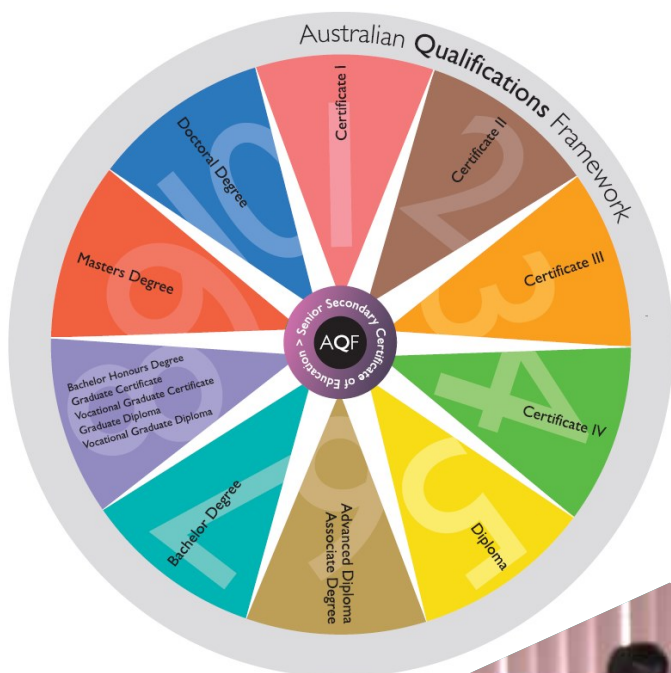 Australian Qualifications Framework
1
Certificate I
2
Certificate II
3
Certificate III
4
Certificate IV
5
Diploma
6
Advanced Diploma
Associate Degree
7
Bachelor Degree
8
Bachelor Honours Degree
Graduate Certificate
Vocational Graduate Certificate
Graduate Diploma
Vocational Graduate Diploma
9
Masters Degree
10
Doctoral Degree
AQF
> Senior Secondary Certificate of Education